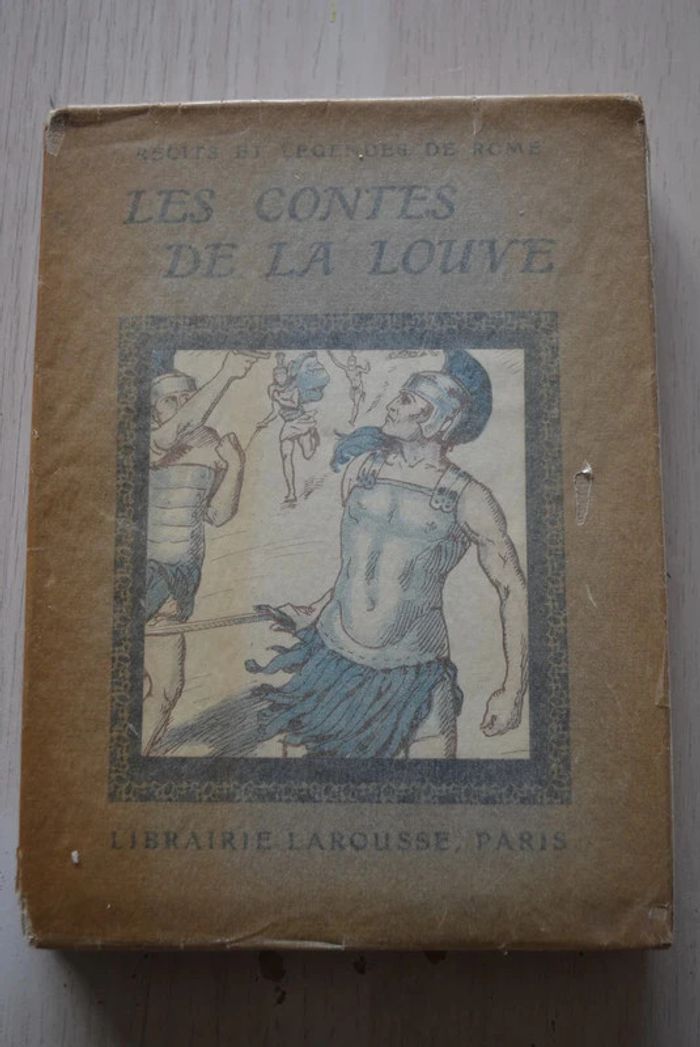 RÉCITS ET LÉGENDES DE ROME
LES CONTES
DE LA LOUVE
LIBRAIRIE LAROUSSE, PARIS